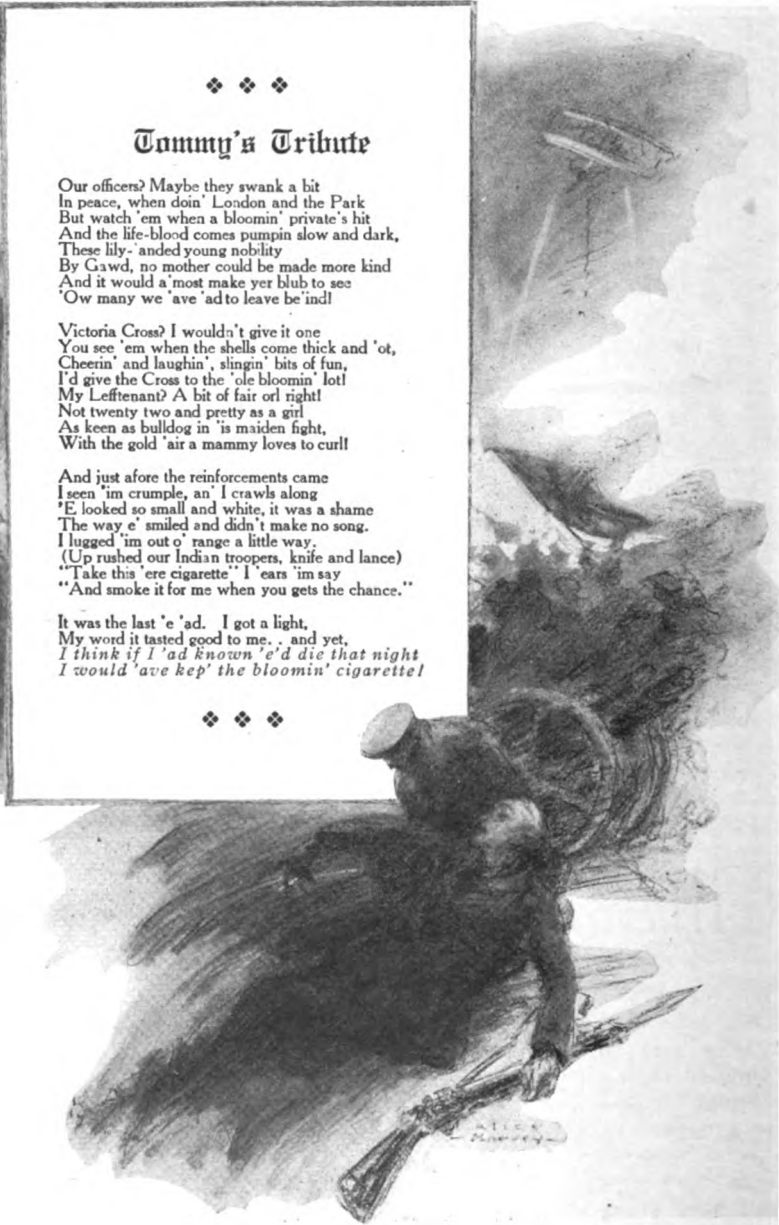 Tommy's Tribute
Our officers? Maybe they swank a bit
In peace, when doin' London and the Park
But watch 'em when a bloomin' private's hit
And the life-blood comes pumpin slow and dark,
These lily-'anded young nobility
By Gawd, no mother could be made more kind
And it would a'most make yer blub to see
'Ow many we 'ave 'ad to leave be'ind!
Victoria Cross? I wouldn't give it one
You see 'em when the shells come thick and 'ot,
Cheerin' and laughin', slingin' bits of fun,
I'd give the Cross to the 'ole bloomin' lot!
My Lefftenant? A bit of fair orl right!
Not twenty two and pretty as a girl
As keen as bulldog in 'is maiden fight,
With the gold 'air a mammy loves to curl!
And just afore the reinforcements came
I seen 'im crumple, an' I crawls along
'E looked so small and white, it was a shame
The way e' smiled and didn't make no song.
I lugged 'im out o' range a little way.
(Up rushed our Indian troopers, knife and lance)
"Take this 'ere cigarette" I 'ears 'im say
"And smoke it for me when you gets the chance."
It was the last 'e 'ad. I got a light,
My word it tasted good to me. . and yet,
I think if I 'ad known 'e'd die that night
I would 'ave kep' the bloomin' cigarette!